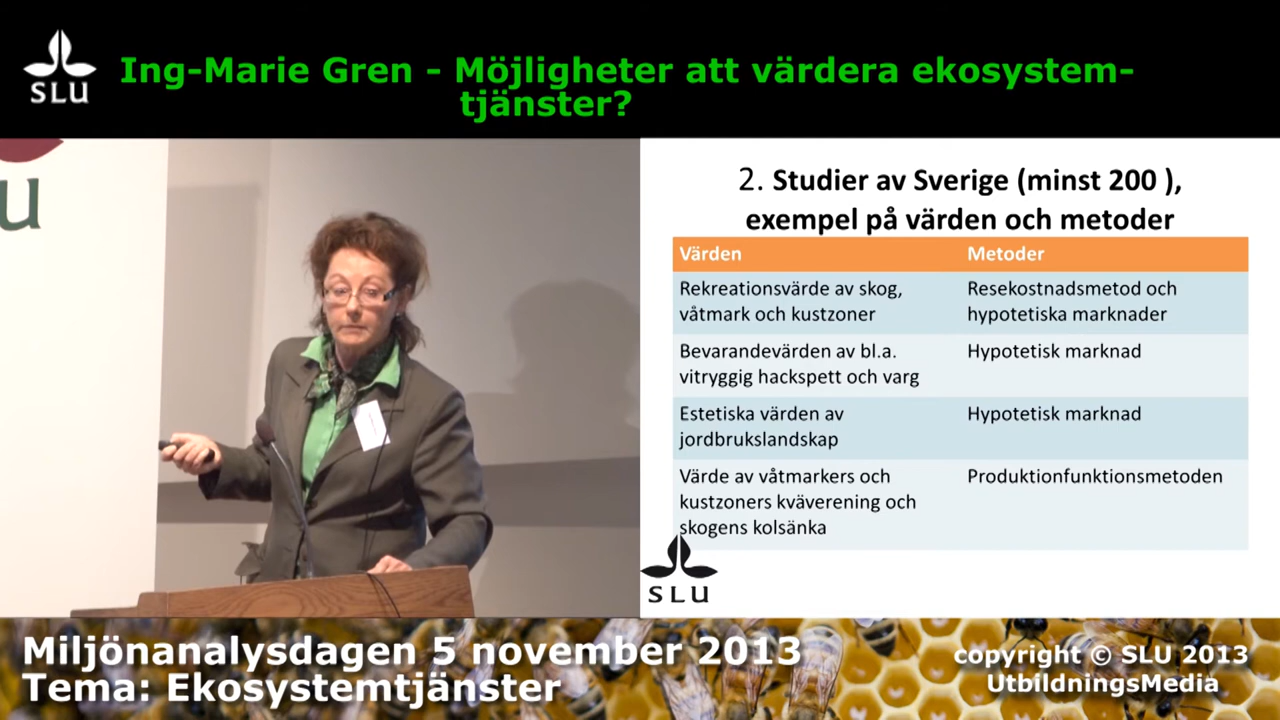 SLU
Ing-Marie Gren - Möjligheter att värdera ekosystem-
tjänster?
u
2. Studier av Sverige (minst 200 ),
exempel på värden och metoder
Värden
Metoder
Rekreationsvärde av skog,
våtmark och kustzoner
Resekostnadsmetod och
hypotetiska marknader
Bevarandevärden av bl.a.
vitryggig hackspett och varg
Hypotetisk marknad
Estetiska värden av
jordbrukslandskap
Hypotetisk marknad
Värde av våtmarkers och
kustzoners kväverening och
skogens kolsänka
Produktionfunktionsmetoden
SLU
Miljönanalysdagen 5 november 2013
Tema: Ekosystemtjänster
copyright © SLU 2013
UtbildningsMedia